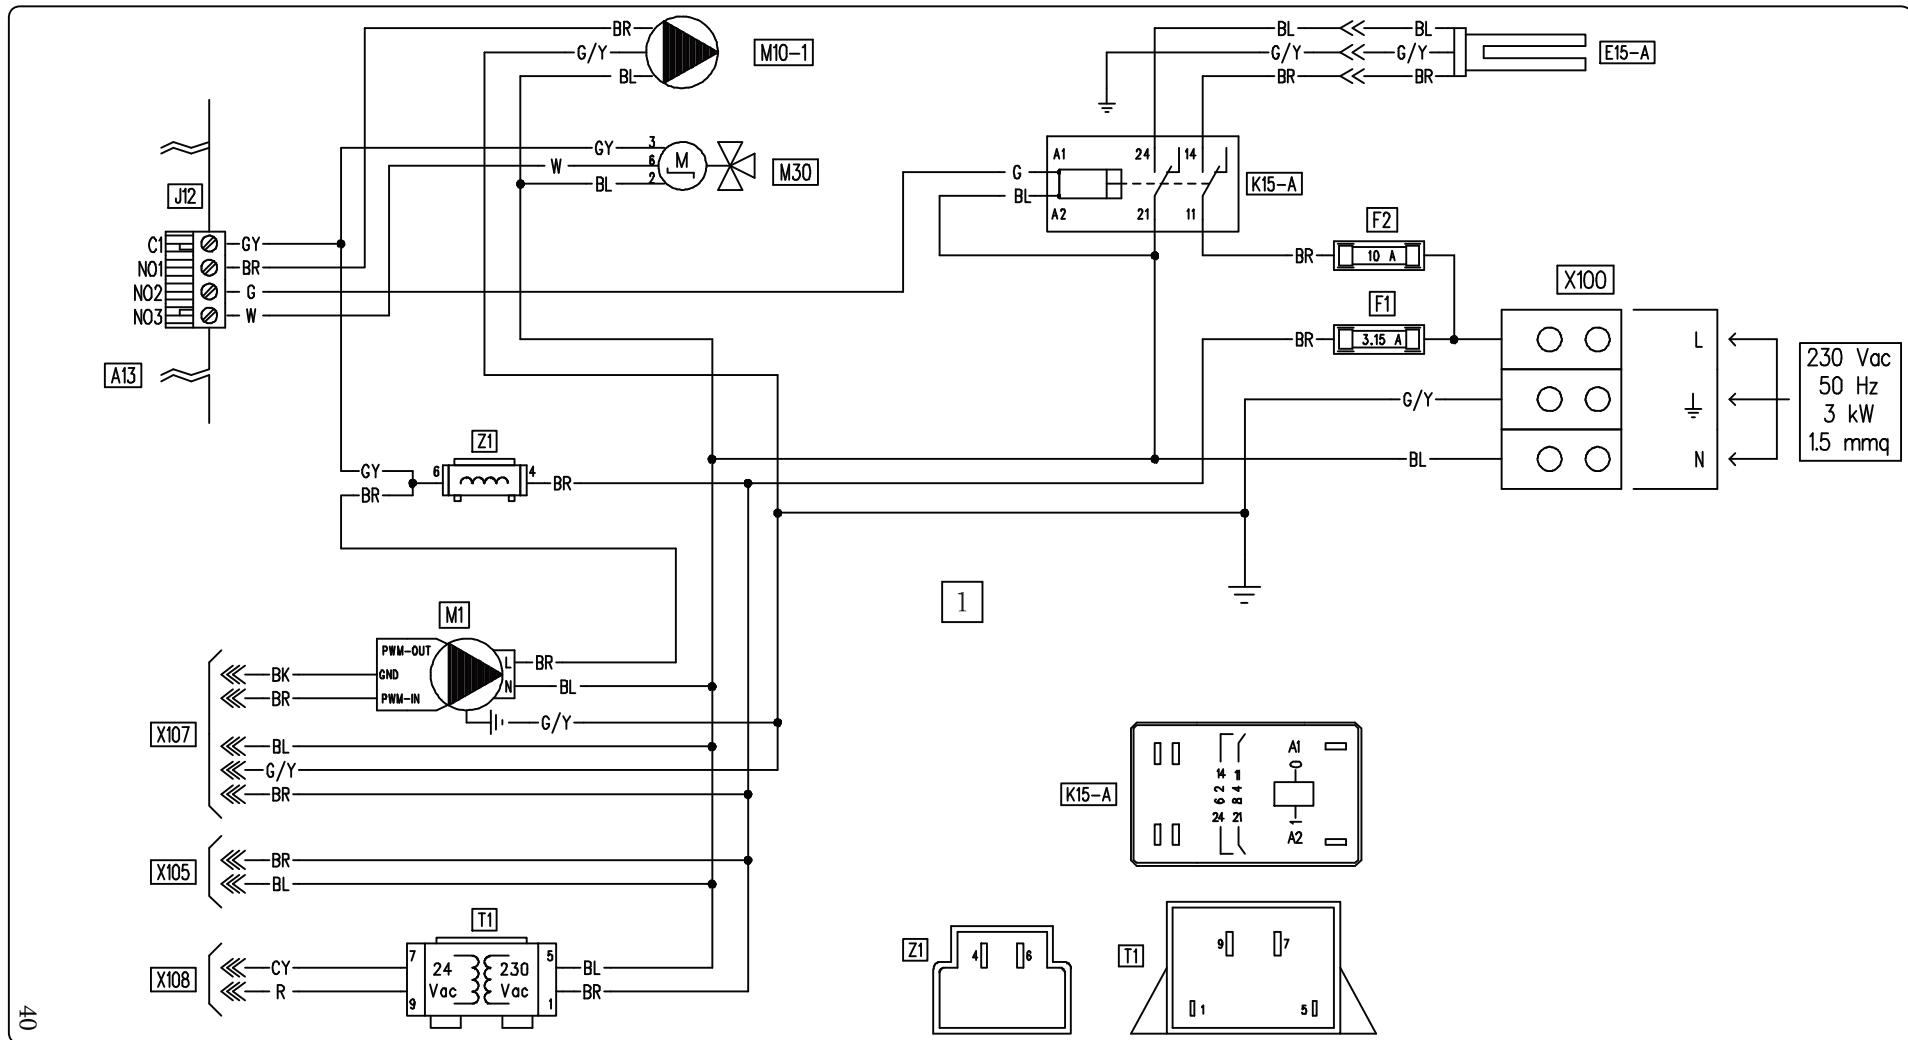 BR
G/Y
BL
M10-1
BL
BL
G/Y
G/Y
BR
BR
E15-A
GY
3
W
6
M
BL
2
M30
G
A1
BL
A2
24
14
21
11
K15-A
J12
C1
GY
NO1
BR
NO2
G
NO3
W
A13
F2
BR
10 A
F1
BR
3.15 A
X100
L
G/Y
BL
N
230 Vac
50 Hz
3 kW
1.5 mmq
Z1
GY
BR
6
4
BR
1
M1
PWM-OUT
GND
PWM-IN
L
N
BR
BL
G/Y
BK
BR
X107
BL
G/Y
BR
X105
BR
BL
T1
X108
CY
R
7
9
24
Vac
230
Vac
5
1
BL
BR
K15-A
14 11
2 4
6 8
24 21
A1
0
1
A2
Z1
4
6
T1
9
7
1
5
40